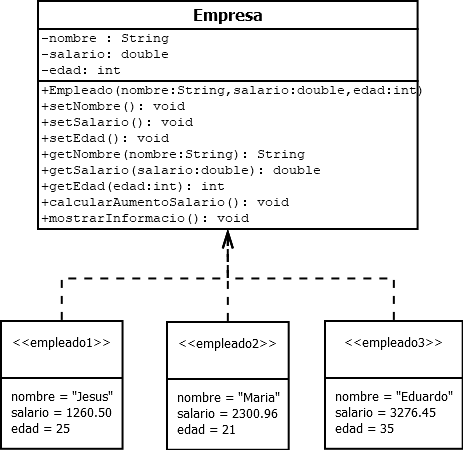 Empresa
-nombre : String
-salario: double
-edad: int
+Empleado(nombre:String,salario:double,edad:int)
+setNombre(): void
+setSalario(): void
+setEdad(): void
+getNombre(nombre:String): String
+getSalario(salario:double): double
+getEdad(edad:int): int
+calcularAumentoSalario(): void
+mostrarInformacio(): void
<<empleado1>>
nombre = "Jesus"
salario = 1260.50
edad = 25
<<empleado2>>
nombre = "Maria"
salario = 2300.96
edad = 21
<<empleado3>>
nombre = "Eduardo"
salario = 3276.45
edad = 35